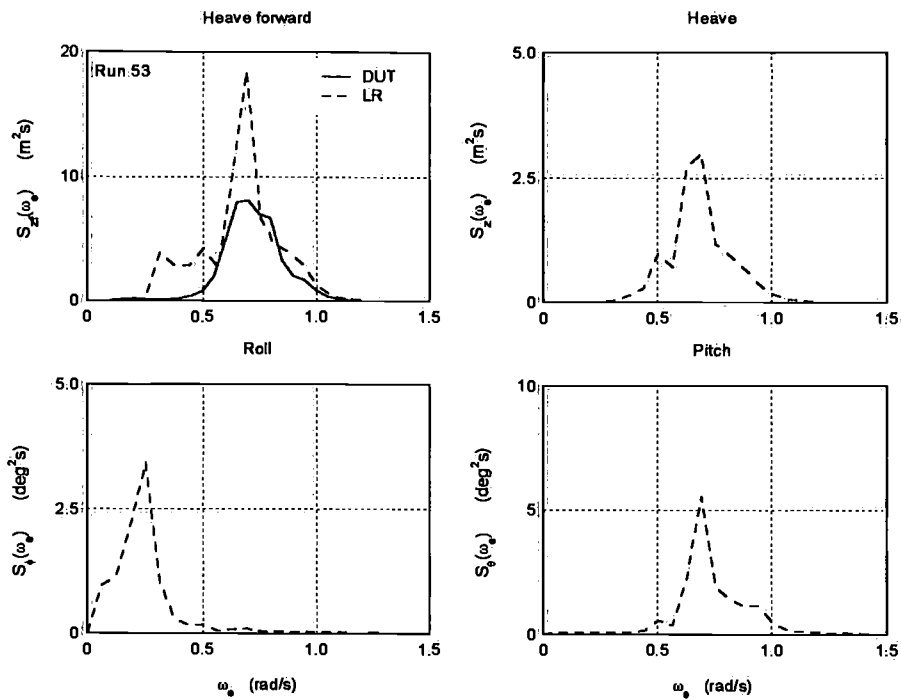 Heave forward
Heave
20
Run 53
DUT
LR
(m²s)
S_zf(ω_e)
10
0
0
0.5
1.0
1.5
5.0
(m²s)
S_z(ω_e)
2.5
0
0
0.5
1.0
1.5
Roll
Pitch
5.0
(deg²s)
S_ϕ(ω_e)
2.5
0
0
0.5
1.0
1.5
ω_e (rad/s)
10
(deg²s)
S_θ(ω_e)
5
0
0
0.5
1.0
1.5
ω_e (rad/s)